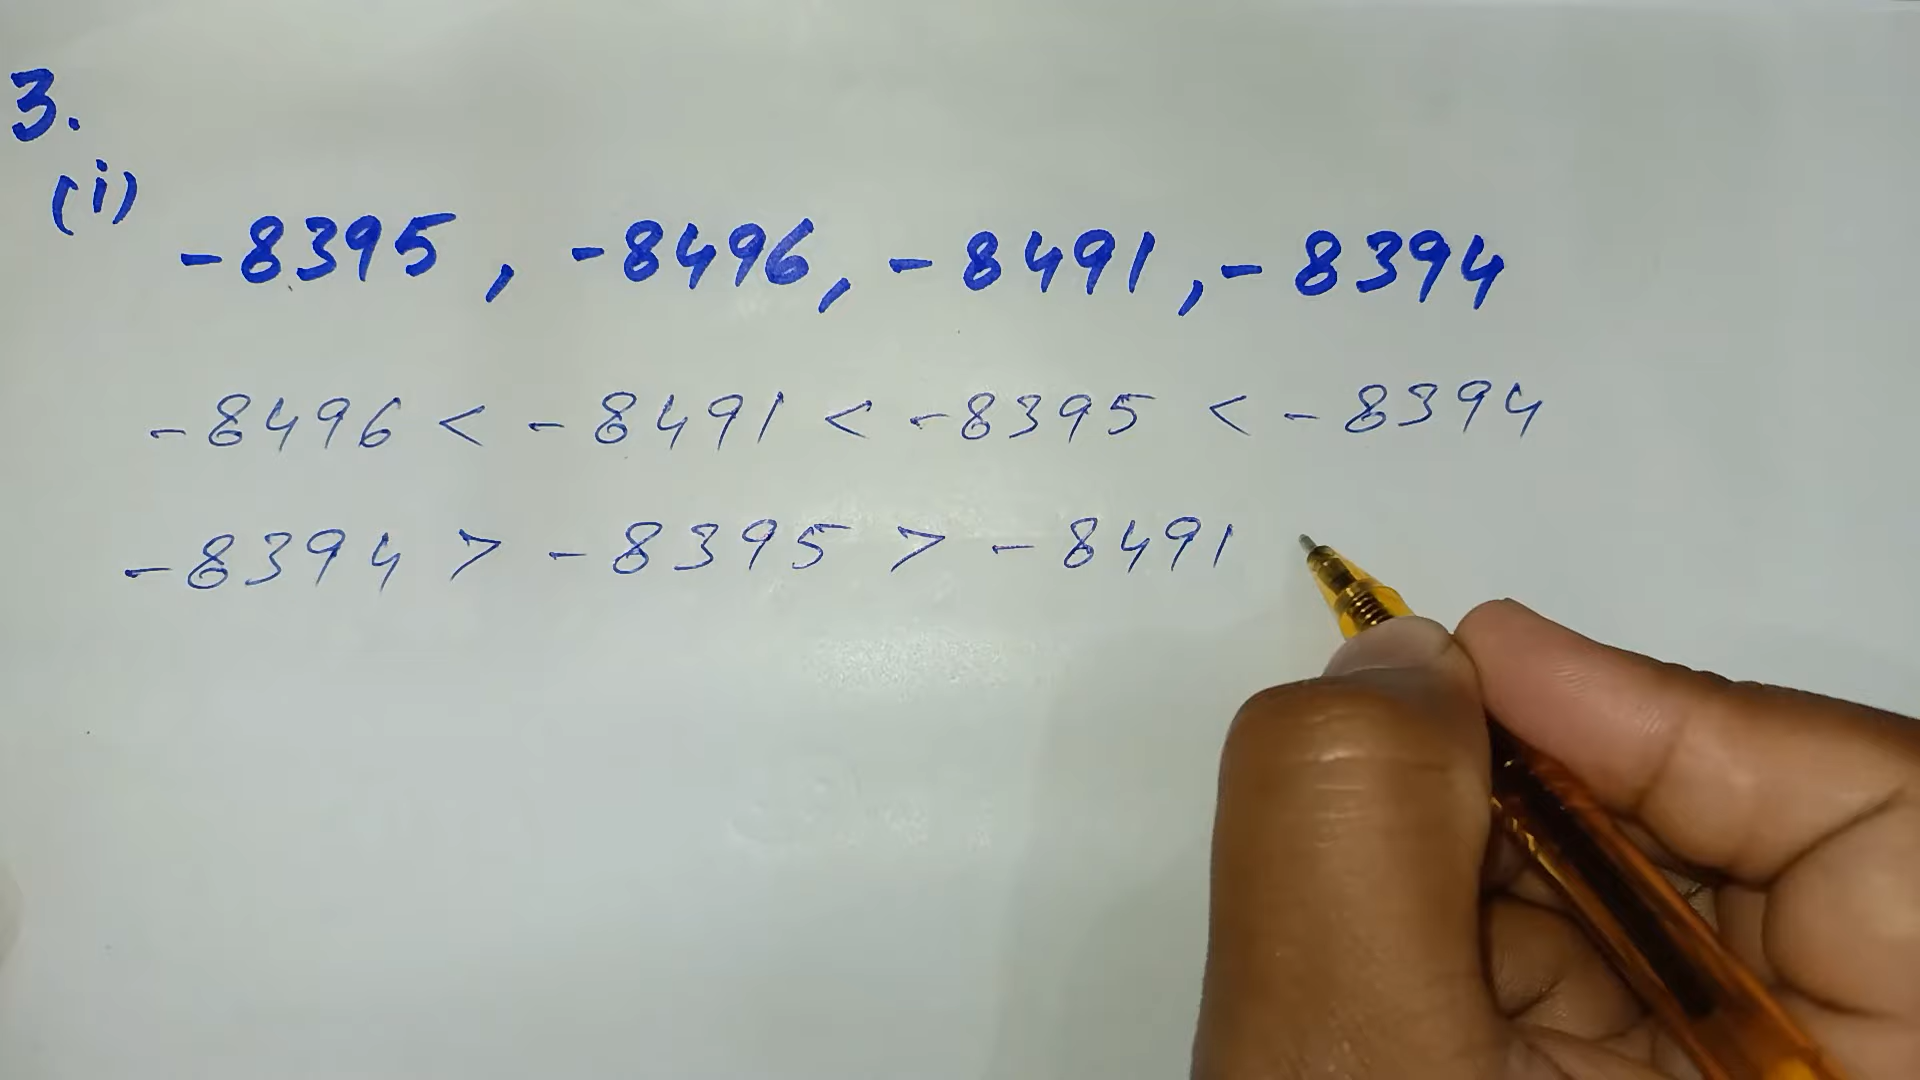 3.
(i)
-8395, -8496, -8491, -8394
-8496 < -8491 < -8395 < -8394
-8394 > -8395 > -8491